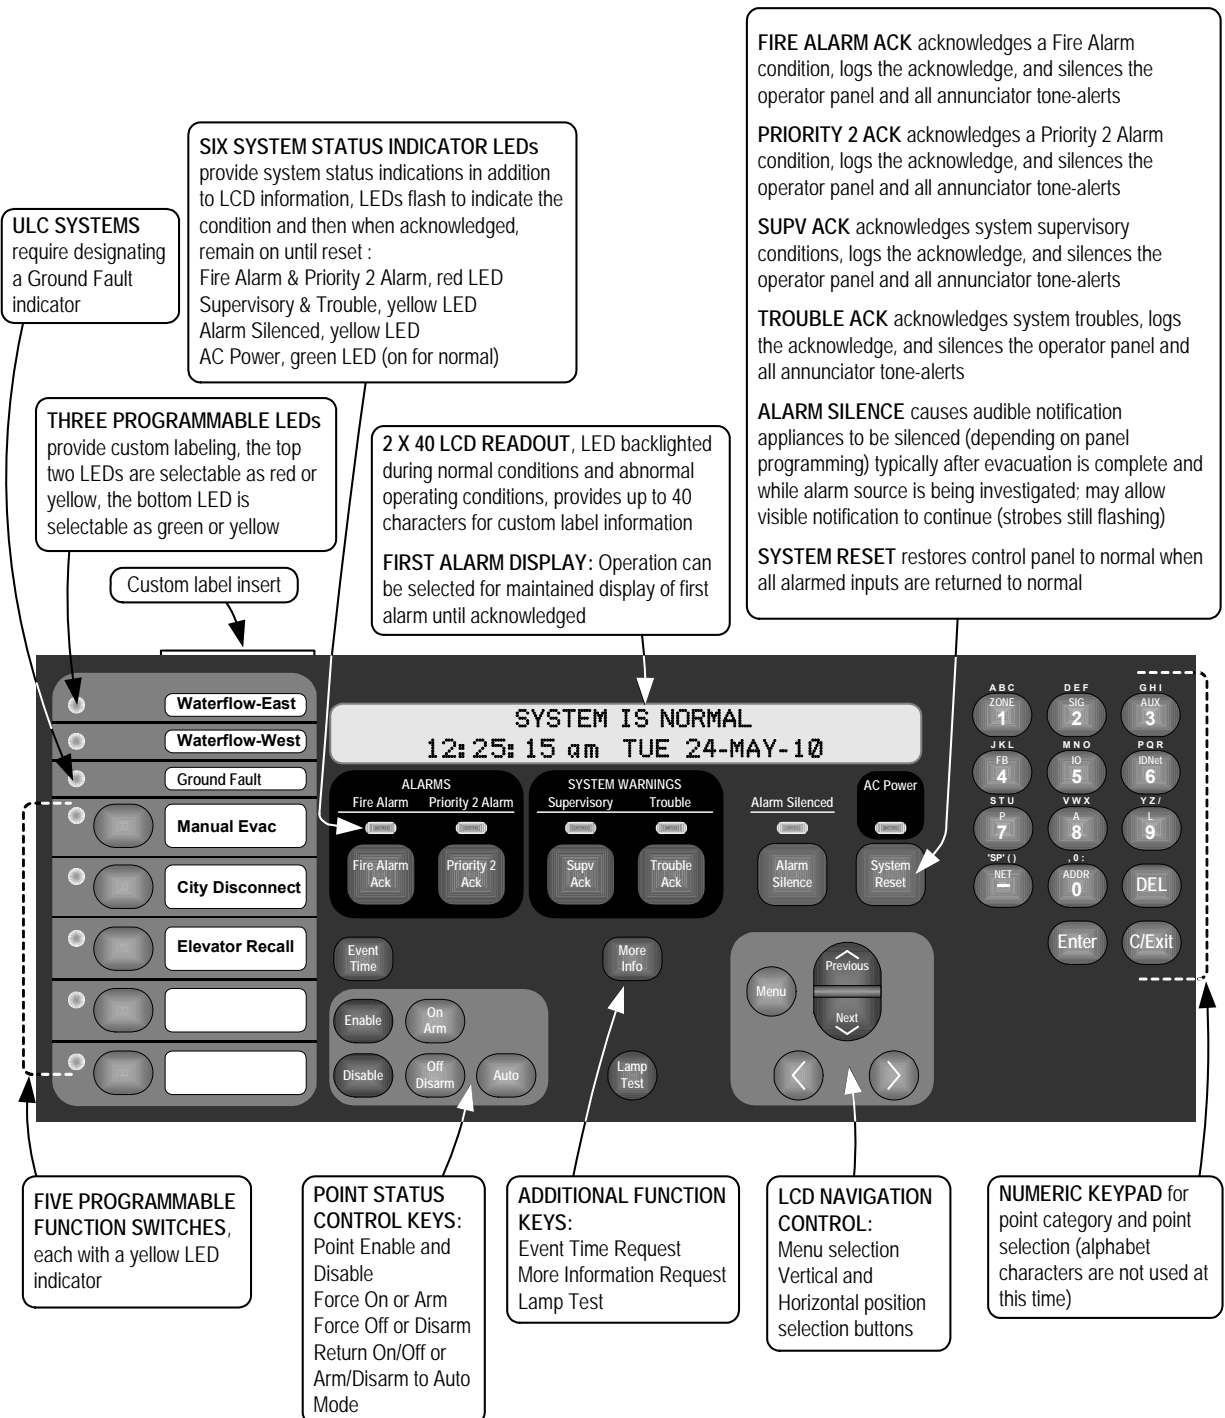 FIRE ALARM ACK acknowledges a Fire Alarm
condition, logs the acknowledge, and silences the
operator panel and all annunciator tone-alerts
PRIORITY 2 ACK acknowledges a Priority 2 Alarm
condition, logs the acknowledge, and silences the
operator panel and all annunciator tone-alerts
SUPV ACK acknowledges system supervisory
conditions, logs the acknowledge, and silences the
operator panel and all annunciator tone-alerts
TROUBLE ACK acknowledges system troubles, logs
the acknowledge, and silences the operator panel and
all annunciator tone-alerts
ALARM SILENCE causes audible notification
appliances to be silenced (depending on panel
programming) typically after evacuation is complete and
while alarm source is being investigated; may allow
visible notification to continue (strobes still flashing)
SYSTEM RESET restores control panel to normal when
all alarmed inputs are returned to normal
SIX SYSTEM STATUS INDICATOR LEDs
provide system status indications in addition
to LCD information, LEDs flash to indicate the
condition and then when acknowledged,
remain on until reset :
Fire Alarm & Priority 2 Alarm, red LED
Supervisory & Trouble, yellow LED
Alarm Silenced, yellow LED
AC Power, green LED (on for normal)
ULC SYSTEMS
require designating
a Ground Fault
indicator
THREE PROGRAMMABLE LEDs
provide custom labeling, the top
two LEDs are selectable as red or
yellow, the bottom LED is
selectable as green or yellow
2 X 40 LCD READOUT, LED backlighted
during normal conditions and abnormal
operating conditions, provides up to 40
characters for custom label information
FIRST ALARM DISPLAY: Operation can
be selected for maintained display of first
alarm until acknowledged
Custom label insert
Waterflow-East
Waterflow-West
Ground Fault
Manual Evac
City Disconnect
Elevator Recall
SYSTEM IS NORMAL
12:25:15 am TUE 24-MAY-10
ALARMS
Fire Alarm Priority 2 Alarm
SYSTEM WARNINGS
Supervisory Trouble
Alarm Silenced
AC Power
Fire Alarm
Ack
Priority 2
Ack
Supv
Ack
Trouble
Ack
Alarm
Silence
System
Reset
Event
Time
More
Info
Enable
On
Arm
Disable
Off
Disarm
Auto
Lamp
Test
Menu
Previous
Next
A B C D E F G H I
ZONE SIG AUX
1 2 3
J K L M N O P Q R
FB IO IDNet
4 5 6
S T U V W X Y Z /
P A L
7 8 9
'SP' ( ) , 0 :
NET ADDR
– 0 DEL
Enter C/Exit
FIVE PROGRAMMABLE
FUNCTION SWITCHES,
each with a yellow LED
indicator
POINT STATUS
CONTROL KEYS:
Point Enable and
Disable
Force On or Arm
Force Off or Disarm
Return On/Off or
Arm/Disarm to Auto
Mode
ADDITIONAL FUNCTION
KEYS:
Event Time Request
More Information Request
Lamp Test
LCD NAVIGATION
CONTROL:
Menu selection
Vertical and
Horizontal position
selection buttons
NUMERIC KEYPAD for
point category and point
selection (alphabet
characters are not used at
this time)